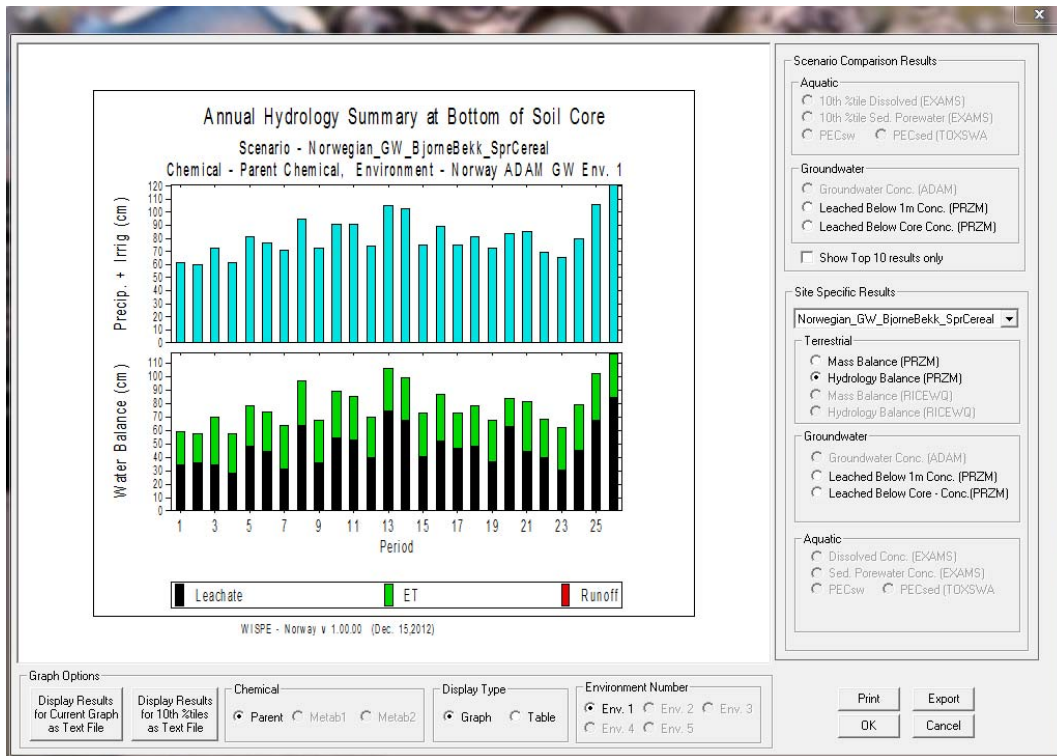 x
Annual Hydrology Summary at Bottom of Soil Core
Scenario - Norwegian_GW_BjorneBekk_SprCereal
Chemical - Parent Chemical, Environment - Norway ADAM GW Env. 1
Precip. + Irrig (cm)
120
110
100
90
80
70
60
50
40
30
20
10
0
Water Balance (cm)
110
100
90
80
70
60
50
40
30
20
10
0
1 3 5 7 9 11 13 15 17 19 21 23 25
Period
Leachate ET Runoff
WISPE - Norway v 1.00.00 (Dec. 15,2012)
Scenario Comparison Results
Aquatic
10th %tile Dissolved (EXAMS)
10th %tile Sed. Porewater (EXAMS)
PECsw PECsed (TOXSWA
Groundwater
Groundwater Conc. (ADAM)
Leached Below 1m Conc. (PRZM)
Leached Below Core Conc. (PRZM)
Show Top 10 results only
Site Specific Results
Norwegian_GW_BjorneBekk_SprCereal
Terrestrial
Mass Balance (PRZM)
Hydrology Balance (PRZM)
Mass Balance (RICEWQ)
Hydrology Balance (RICEWQ)
Groundwater
Groundwater Conc. (ADAM)
Leached Below 1m Conc. (PRZM)
Leached Below Core - Conc.(PRZM)
Aquatic
Dissolved Conc. (EXAMS)
Sed. Porewater Conc. (EXAMS)
PECsw PECsed (TOXSWA
Graph Options
Display Results
for Current Graph
as Text File
Display Results
for 10th %tiles
as Text File
Chemical
Parent Metab1 Metab2
Display Type
Graph Table
Environment Number
Env. 1 Env. 2 Env. 3
Env. 4 Env. 5
Print Export
OK Cancel